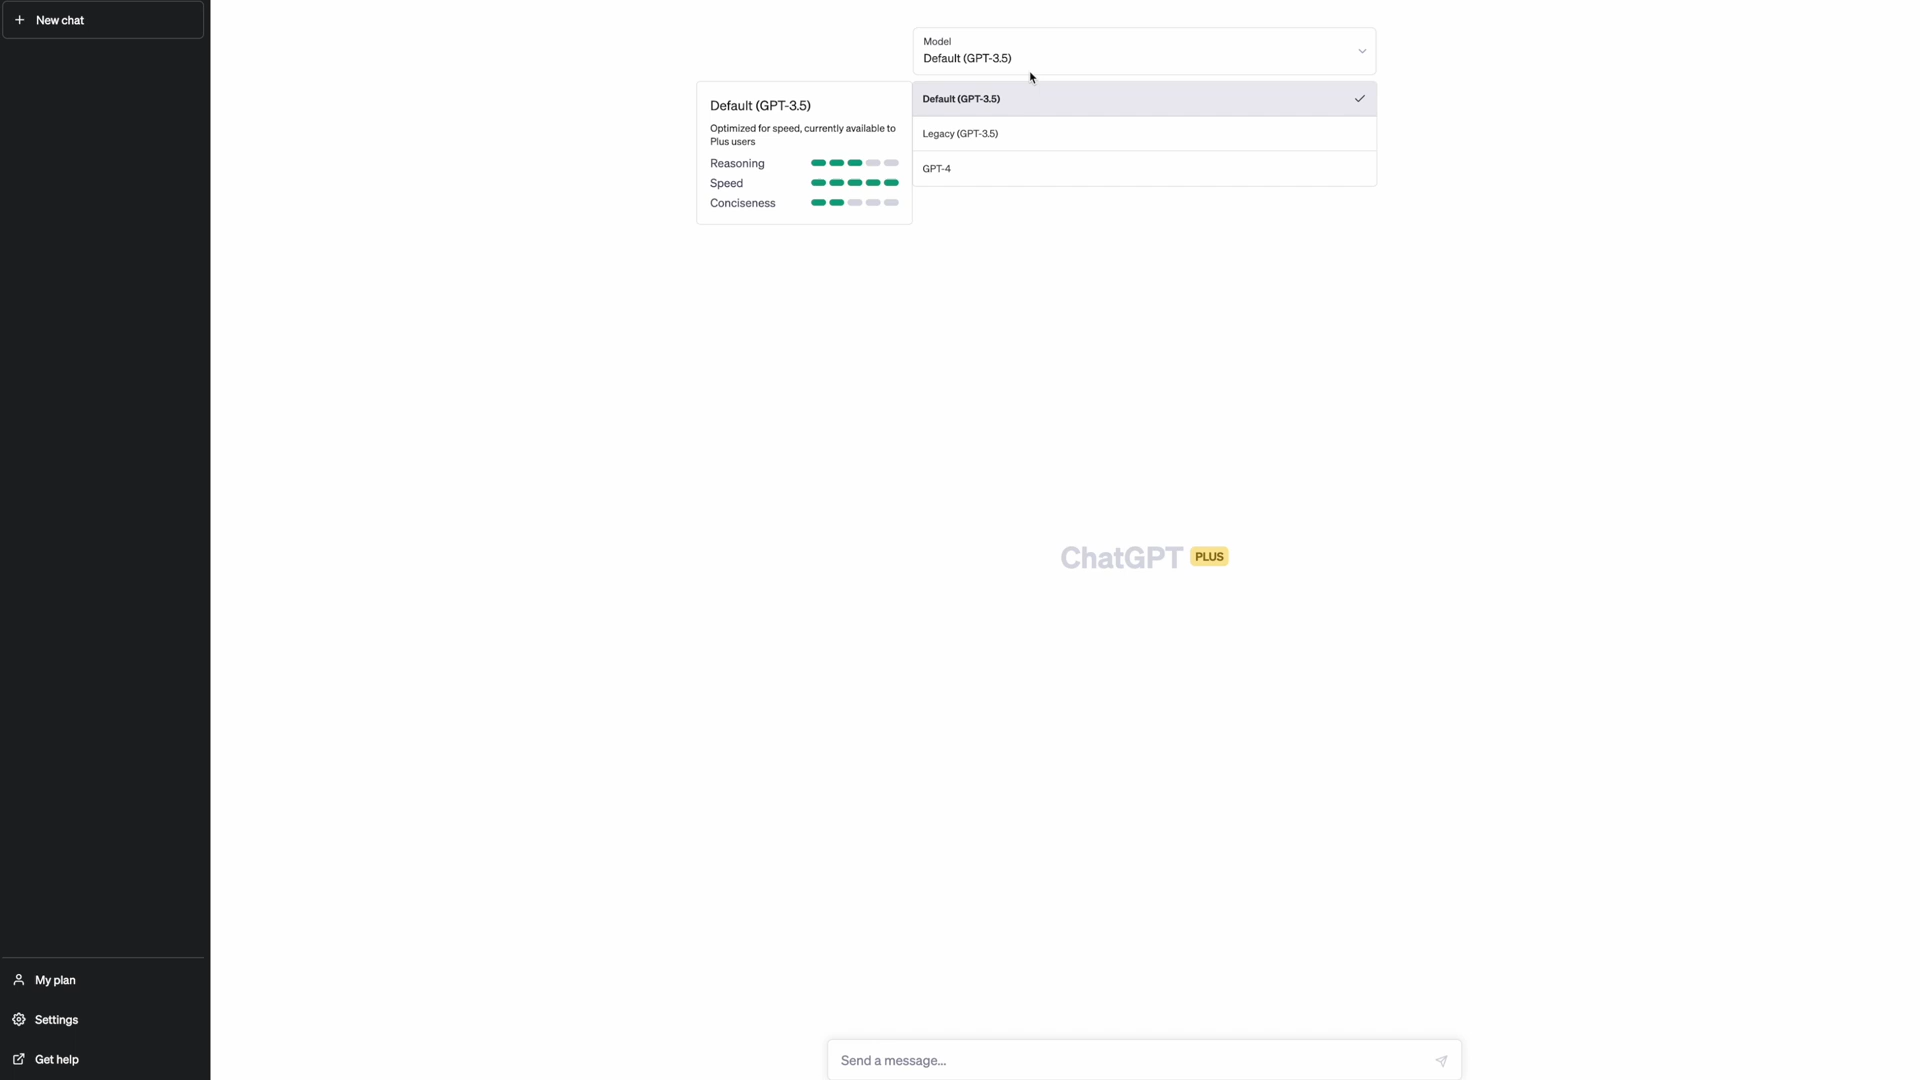 New chat
Model
Default (GPT-3.5)
Default (GPT-3.5)
Legacy (GPT-3.5)
GPT-4
Default (GPT-3.5)
Optimized for speed, currently available to
Plus users
Reasoning
Speed
Conciseness
ChatGPT PLUS
My plan
Settings
Get help
Send a message...